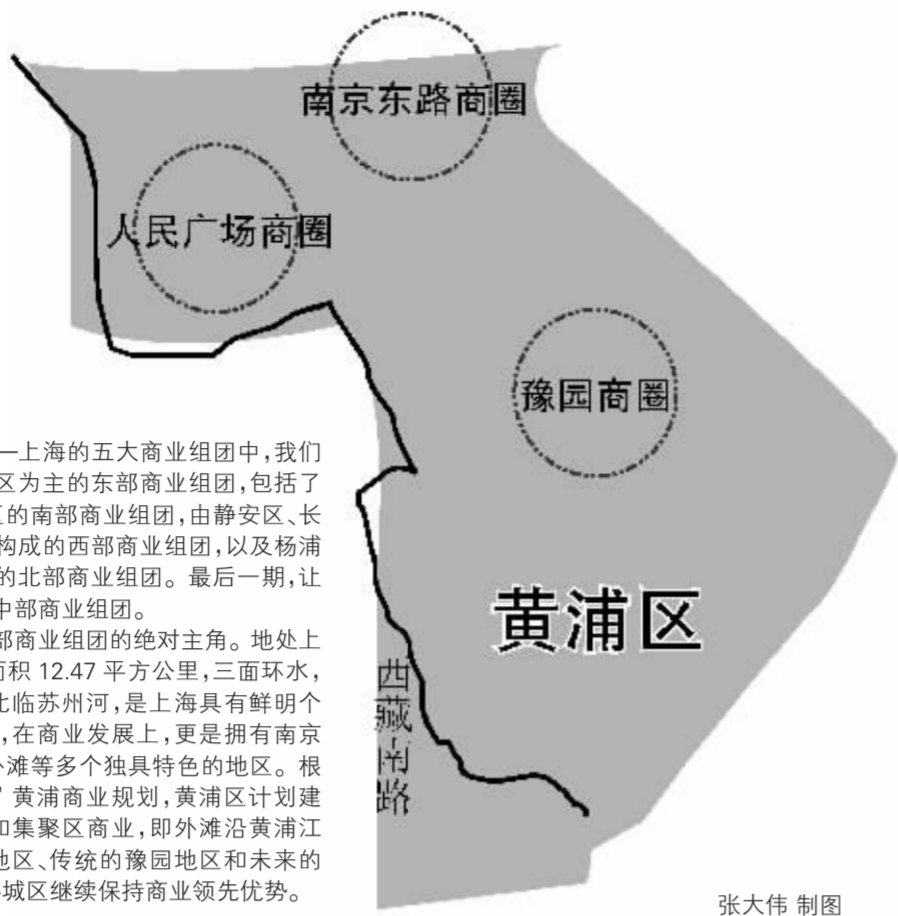 南京东路商圈
人民广场商圈
豫园商圈
黄浦区
西藏南路
—上海的五大商业组团中,我们
区为主的东部商业组团,包括了
区的南部商业组团,由静安区、长
构成的西部商业组团,以及杨浦
的北部商业组团。最后一期,让
中部商业组团。
部商业组团的绝对主角。地处上
面积 12.47 平方公里,三面环水,
北临苏州河,是上海具有鲜明个
,在商业发展上,更是拥有南京
外滩等多个独具特色的地区。根
”黄浦商业规划,黄浦区计划建
和集聚区商业,即外滩沿黄浦江
地区、传统的豫园地区和未来的
城区继续保持商业领先优势。
张大伟 制图